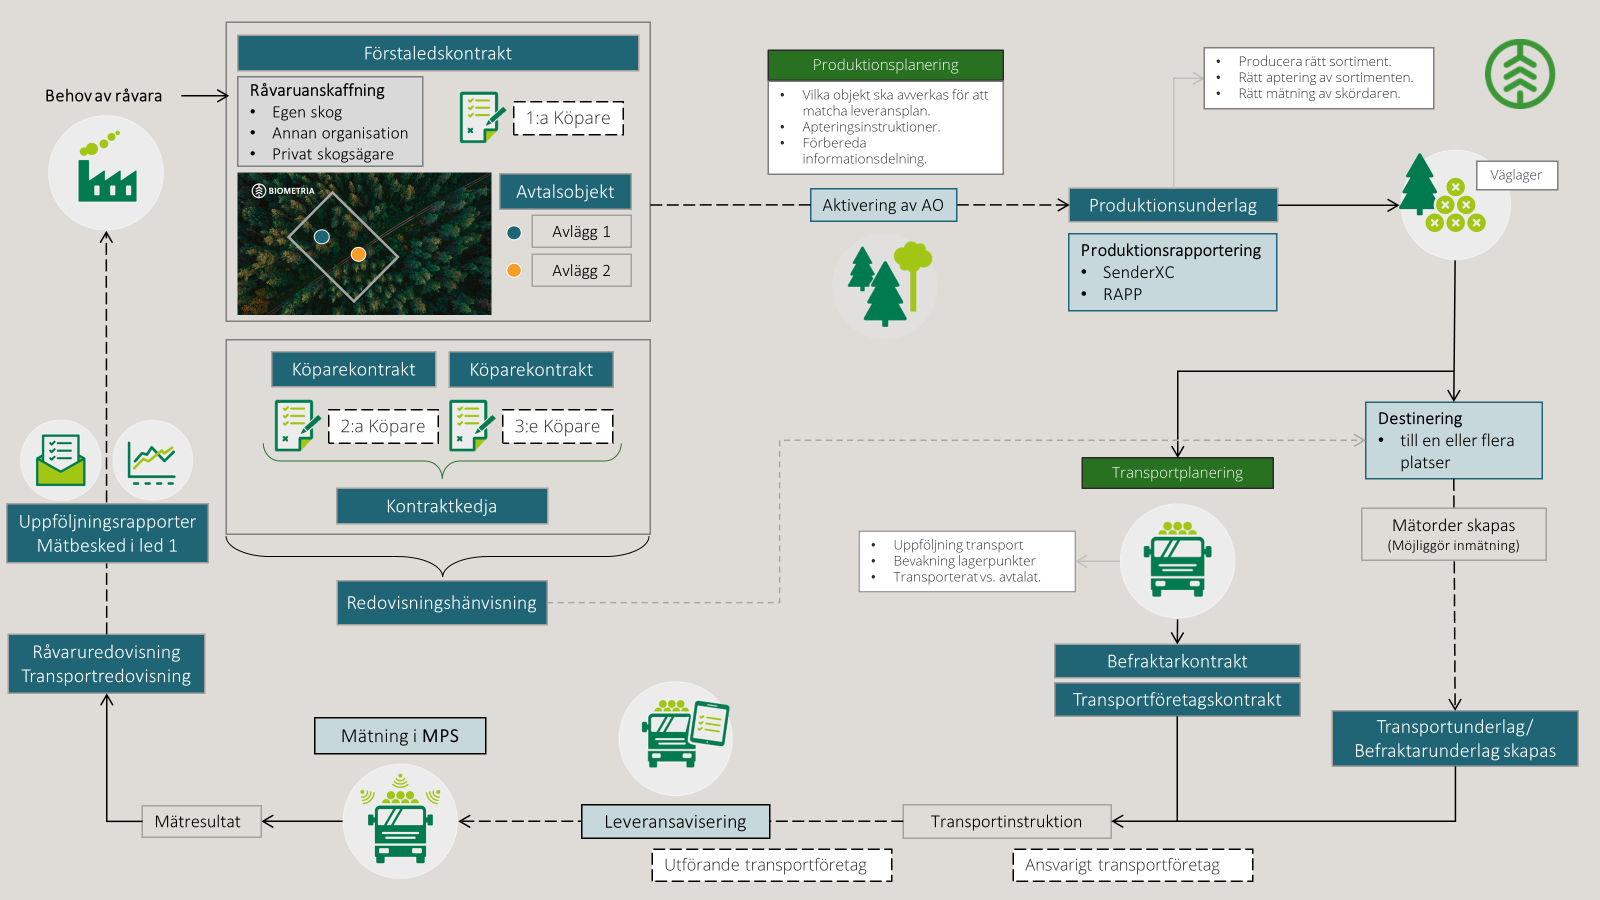 Behov av råvara
Förstaledskontrakt
Råvaruanskaffning
• Egen skog
• Annan organisation
• Privat skogsägare
1:a Köpare
BIOMETRIA
Avtalsobjekt
Avlägg 1
Avlägg 2
Produktionsplanering
• Vilka objekt ska avverkas för att
matcha leveransplan.
• Apteringsinstruktioner.
• Förbereda
informationsdelning.
Aktivering av AO
• Producera rätt sortiment.
• Rätt aptering av sortimenten.
• Rätt mätning av skördaren.
Produktionsunderlag
Produktionsrapportering
• SenderXC
• RAPP
Väglager
Köparekontrakt
Köparekontrakt
2:a Köpare
3:e Köpare
Kontraktkedja
Redovisningshänvisning
Destinering
• till en eller flera
platser
Transportplanering
Mätorder skapas
(Möjliggör inmätning)
• Uppföljning transport
• Bevakning lagerpunkter
• Transporterat vs. avtalat.
Befraktarkontrakt
Transportföretagskontrakt
Transportunderlag/
Befraktarunderlag skapas
Transportinstruktion
Ansvarigt transportföretag
Leveransavisering
Utförande transportföretag
Mätning i MPS
Mätresultat
Råvaruredovisning
Transportredovisning
Uppföljningsrapporter
Mätbesked i led 1